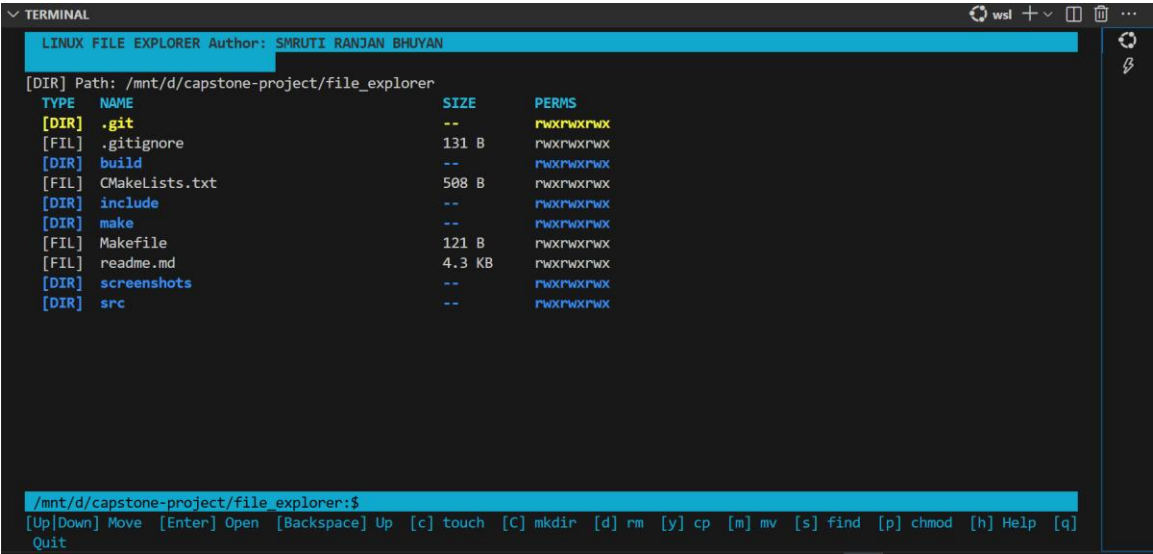 TERMINAL
wsl
LINUX FILE EXPLORER Author: SMRUTI RANJAN BHUYAN
[DIR] Path: /mnt/d/capstone-project/file_explorer
TYPE NAME SIZE PERMS
[DIR] .git -- rwxrwxrwx
[FIL] .gitignore 131 B rwxrwxrwx
[DIR] build -- rwxrwxrwx
[FIL] CMakeLists.txt 508 B rwxrwxrwx
[DIR] include -- rwxrwxrwx
[DIR] make -- rwxrwxrwx
[FIL] Makefile 121 B rwxrwxrwx
[FIL] readme.md 4.3 KB rwxrwxrwx
[DIR] screenshots -- rwxrwxrwx
[DIR] src -- rwxrwxrwx
/mnt/d/capstone-project/file_explorer:$
[Up|Down] Move [Enter] Open [Backspace] Up [c] touch [C] mkdir [d] rm [y] cp [m] mv [s] find [p] chmod [h] Help [q]
Quit